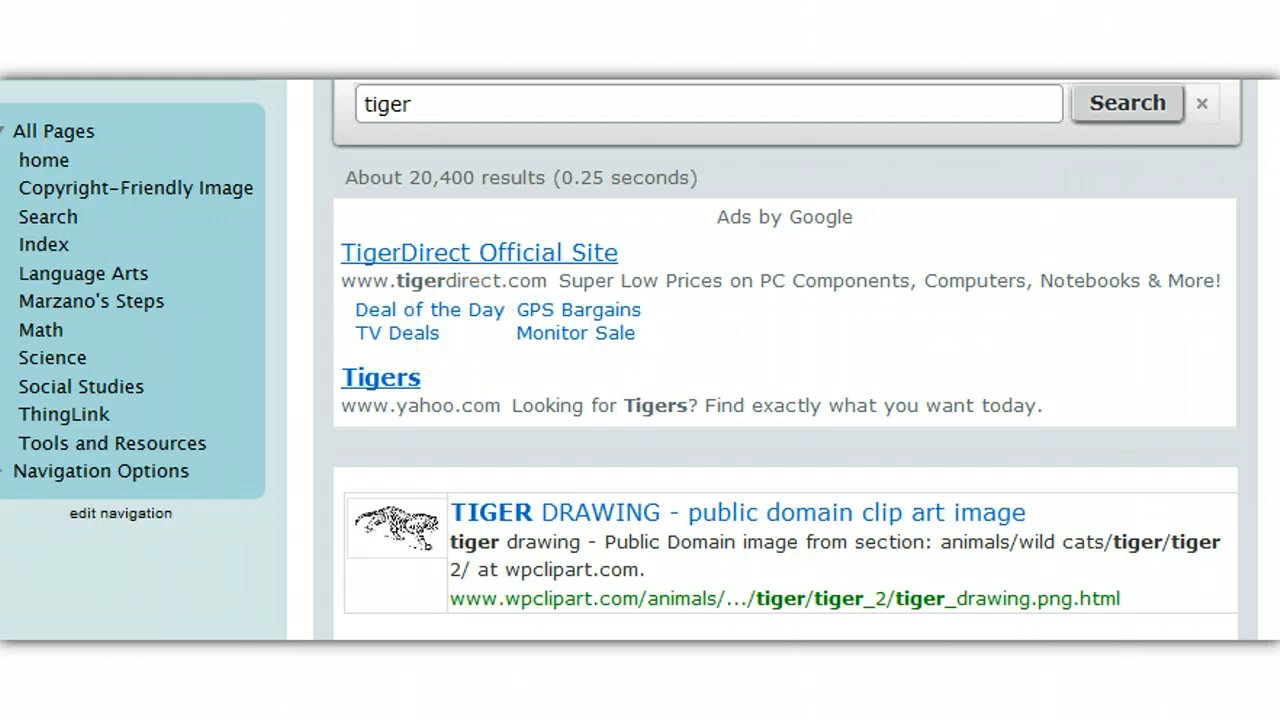 tiger
Search
×
All Pages
home
Copyright-Friendly Image
Search
Index
Language Arts
Marzano's Steps
Math
Science
Social Studies
ThingLink
Tools and Resources
Navigation Options
edit navigation
About 20,400 results (0.25 seconds)
Ads by Google
TigerDirect Official Site
www.tigerdirect.com Super Low Prices on PC Components, Computers, Notebooks & More!
Deal of the Day GPS Bargains
TV Deals Monitor Sale
Tigers
www.yahoo.com Looking for Tigers? Find exactly what you want today.
TIGER DRAWING - public domain clip art image
tiger drawing - Public Domain image from section: animals/wild cats/tiger/tiger
2/ at wpclipart.com.
www.wpclipart.com/animals/.../tiger/tiger_2/tiger_drawing.png.html